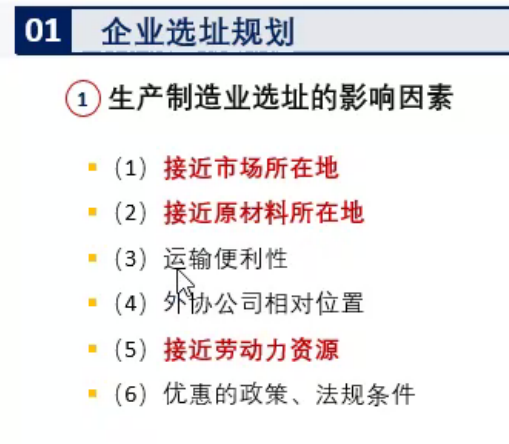 01 企业选址规划
1 生产制造业选址的影响因素
（1）接近市场所在地
（2）接近原材料所在地
（3）运输便利性
（4）外协公司相对位置
（5）接近劳动力资源
（6）优惠的政策、法规条件